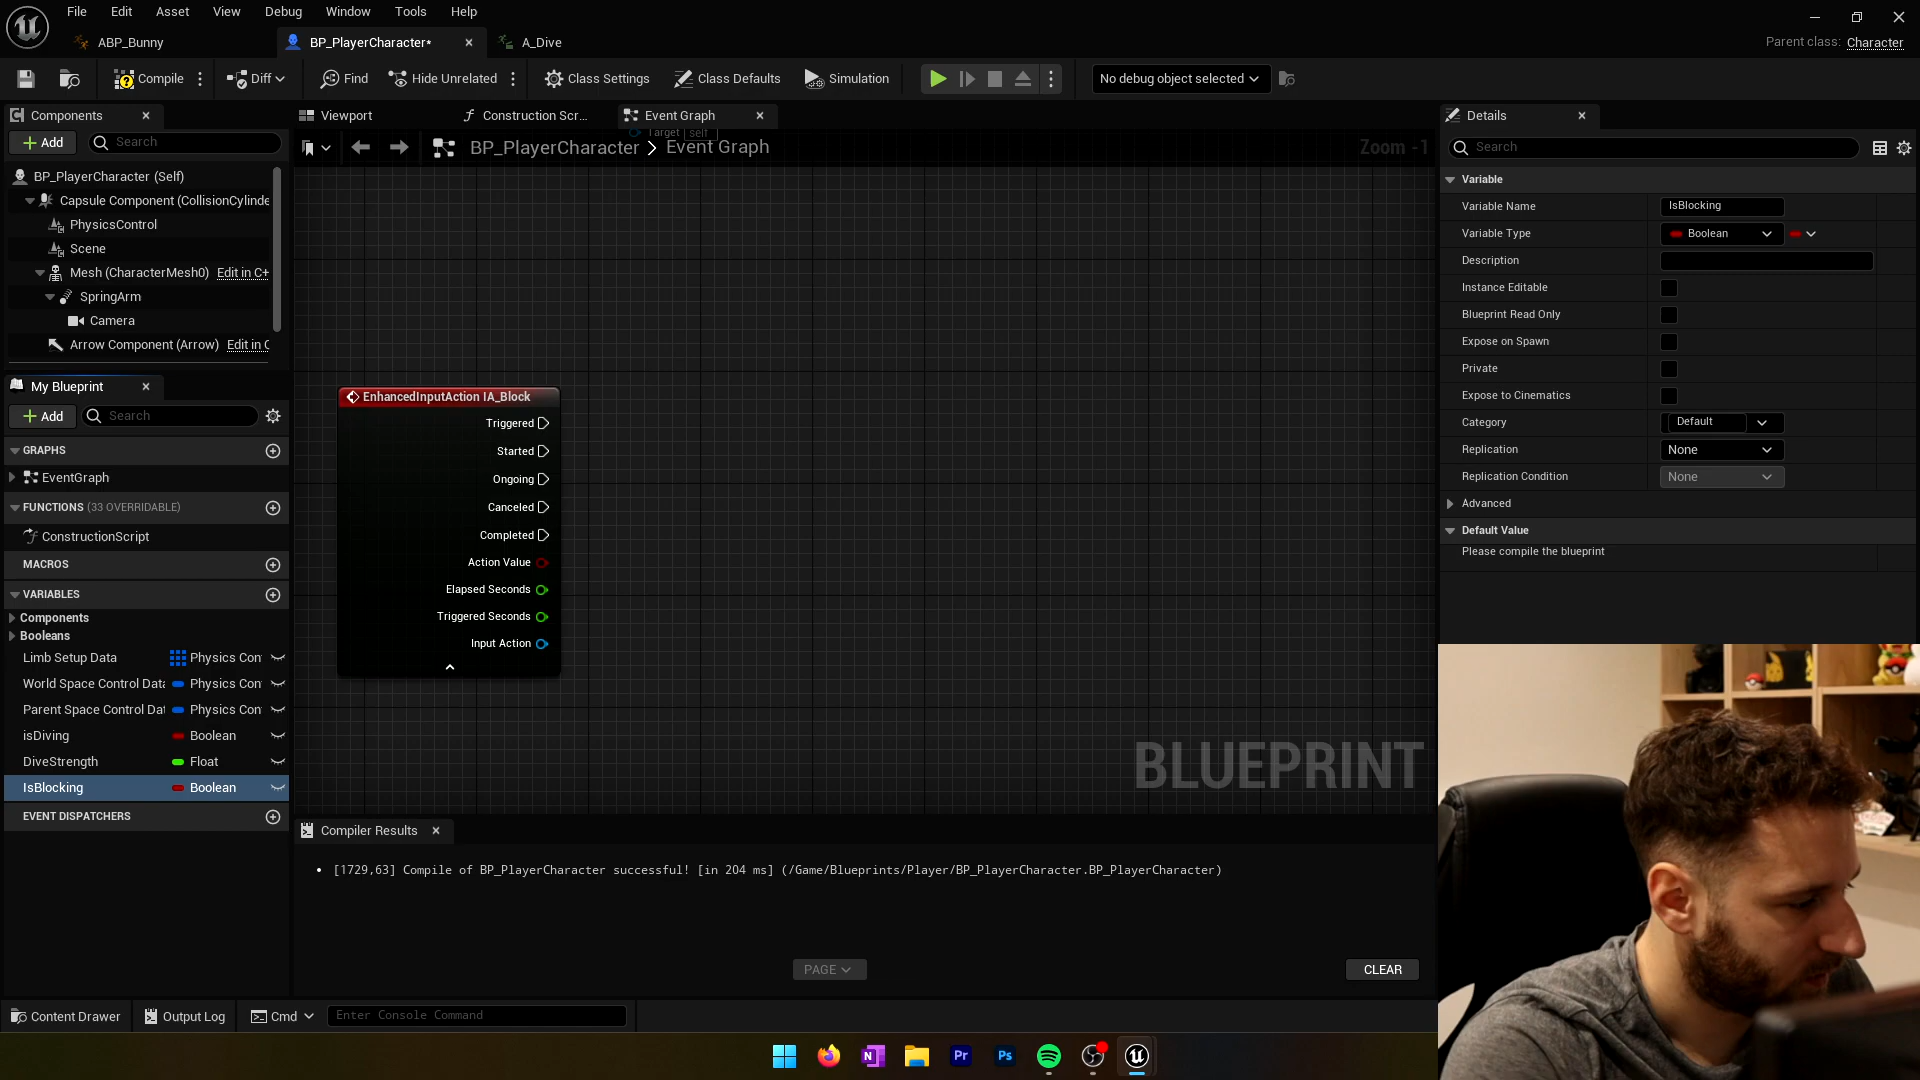 File Edit Asset View Debug Window Tools Help
ABP_Bunny BP_PlayerCharacter* A_Dive
Parent class: Character
Compile Diff Find Hide Unrelated Class Settings Class Defaults Simulation No debug object selected
Components
Add Search
BP_PlayerCharacter (Self)
Capsule Component (CollisionCylinde
PhysicsControl
Scene
Mesh (CharacterMesh0) Edit in C+
SpringArm
Camera
Arrow Component (Arrow) Edit in C
My Blueprint
Add Search
GRAPHS
EventGraph
FUNCTIONS (33 OVERRIDABLE)
ConstructionScript
MACROS
VARIABLES
Components
Booleans
Limb Setup Data Physics Con
World Space Control Data Physics Con
Parent Space Control Dat Physics Con
isDiving Boolean
DiveStrength Float
IsBlocking Boolean
EVENT DISPATCHERS
Viewport Construction Scr... Event Graph
Target self
BP_PlayerCharacter > Event Graph
Zoom -1
EnhancedInputAction IA_Block
Triggered
Started
Ongoing
Canceled
Completed
Action Value
Elapsed Seconds
Triggered Seconds
Input Action
BLUEPRINT
Compiler Results
[1729,63] Compile of BP_PlayerCharacter successful! [in 204 ms] (/Game/Blueprints/Player/BP_PlayerCharacter.BP_PlayerCharacter)
PAGE
CLEAR
Details
Search
Variable
Variable Name IsBlocking
Variable Type Boolean
Description
Instance Editable
Blueprint Read Only
Expose on Spawn
Private
Expose to Cinematics
Category Default
Replication None
Replication Condition None
Advanced
Default Value
Please compile the blueprint
Content Drawer Output Log Cmd Enter Console Command
N Pr Ps